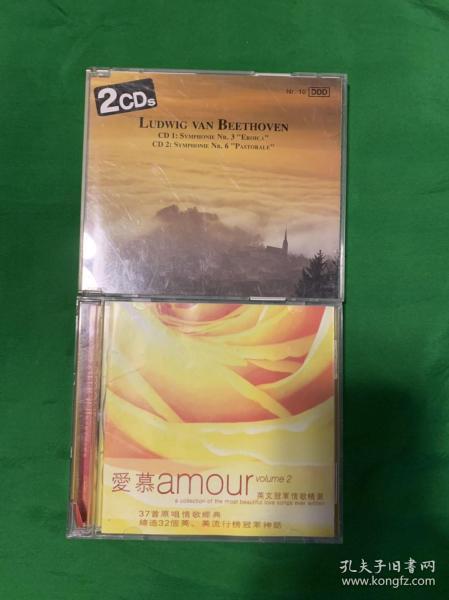 2CDs
Nr. 10 DDD
LUDWIG VAN BEETHOVEN
CD 1: SYMPHONIE NR. 3 "EROICA"
CD 2: SYMPHONIE NR. 6 "PASTORALE"
愛慕amour volume 2
英文冠軍情歌精選
a collection of the most beautiful love songs ever written
37首原唱情歌經典
締造32個英、美流行榜冠軍神話
孔夫子旧书网
www.kongfz.com